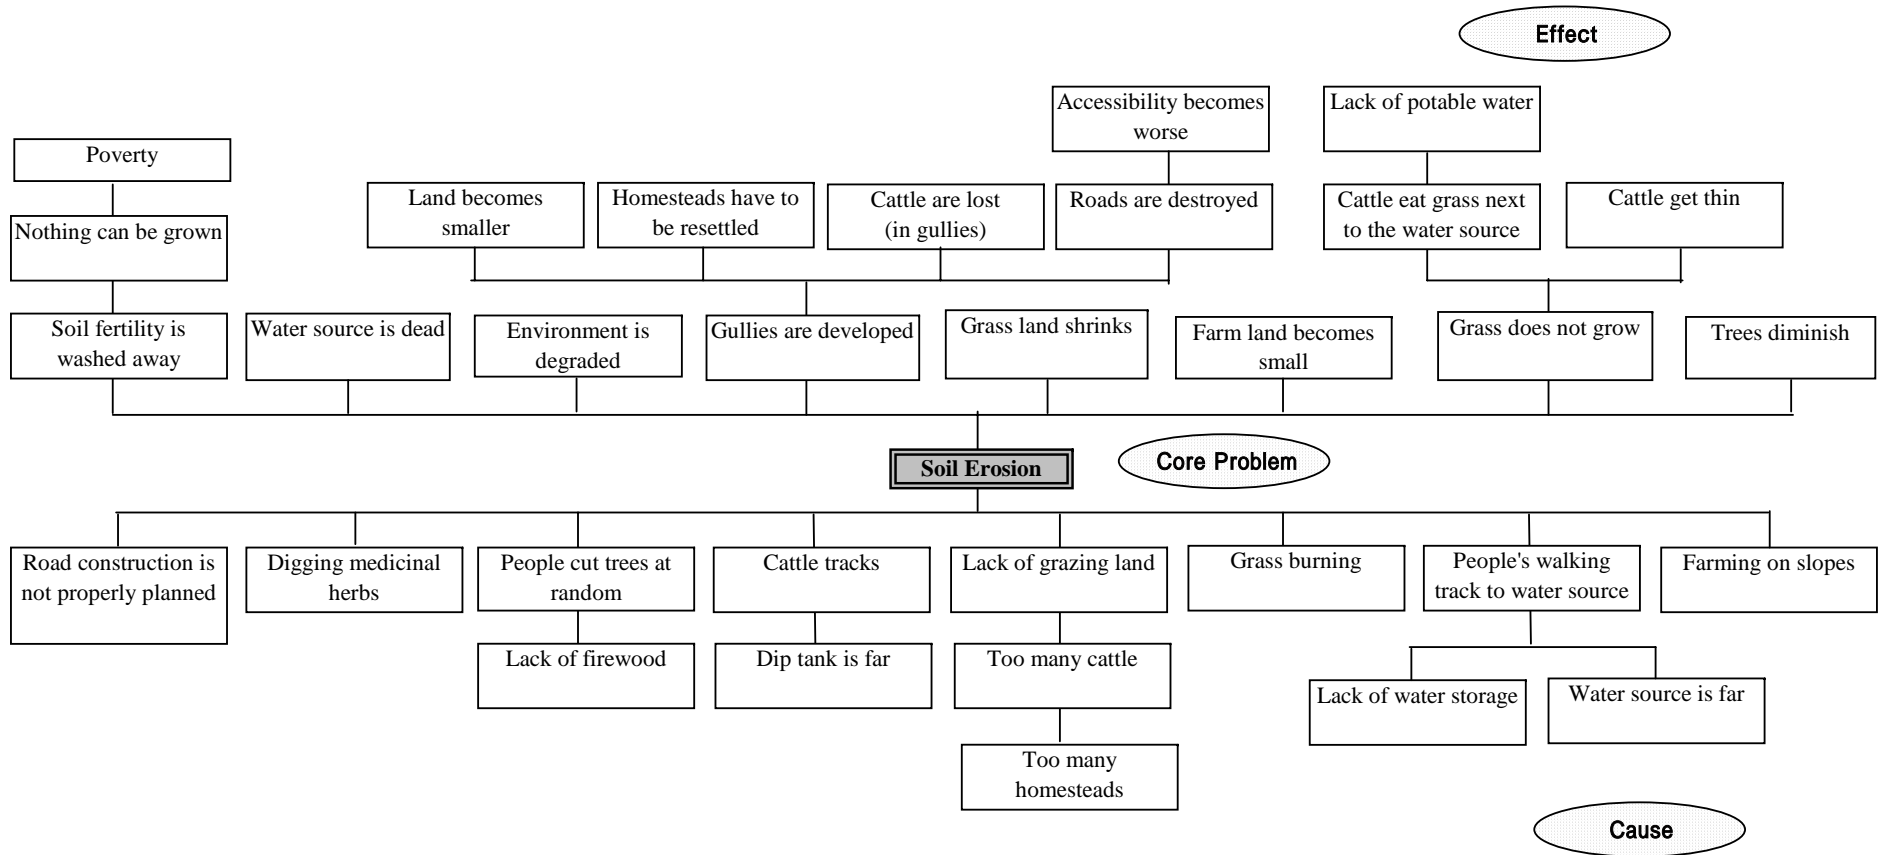 Effect
Accessibility becomes
worse
Lack of potable water
Poverty
Land becomes
smaller
Homesteads have to
be resettled
Cattle are lost
(in gullies)
Roads are destroyed
Cattle eat grass next
to the water source
Cattle get thin
Nothing can be grown
Soil fertility is
washed away
Water source is dead
Environment is
degraded
Gullies are developed
Grass land shrinks
Farm land becomes
small
Grass does not grow
Trees diminish
Soil Erosion
Core Problem
Road construction is
not properly planned
Digging medicinal
herbs
People cut trees at
random
Cattle tracks
Lack of grazing land
Grass burning
People's walking
track to water source
Farming on slopes
Lack of firewood
Dip tank is far
Too many cattle
Lack of water storage
Water source is far
Too many
homesteads
Cause